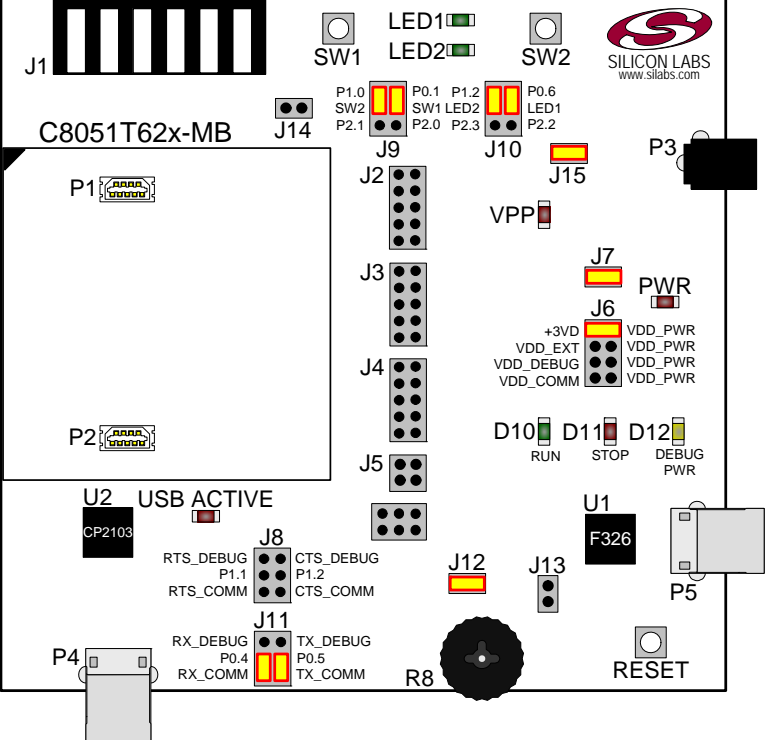 J1
SW1
LED1
LED2
SW2
SILICON LABS
www.silabs.com
P1.0 P0.1
SW2 SW1
P2.1 P2.0
J9
P1.2 P0.6
LED2 LED1
P2.3 P2.2
J10
J14
C8051T62x-MB
J15
P3
P1
J2
VPP
J3
J7
PWR
J6
+3VD VDD_PWR
VDD_EXT VDD_PWR
VDD_DEBUG VDD_PWR
VDD_COMM VDD_PWR
J4
P2
D10
RUN
D11
STOP
D12
DEBUG
PWR
J5
U2
CP2103
USB ACTIVE
U1
F326
J8
RTS_DEBUG CTS_DEBUG
P1.1 P1.2
RTS_COMM CTS_COMM
J12
J13
P5
J11
RX_DEBUG TX_DEBUG
P0.4 P0.5
RX_COMM TX_COMM
P4
R8
RESET